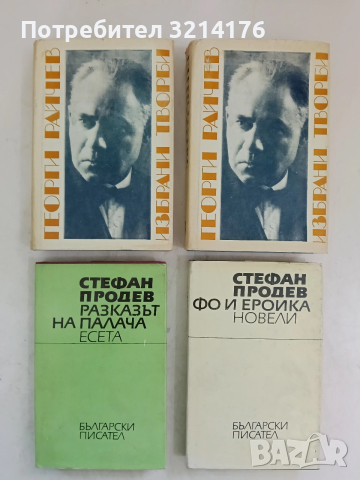 Потребител 3214176
ГЕОРГИ РАЙЧЕВ
ИЗБРАНИ ТВОРБИ
ГЕОРГИ РАЙЧЕВ
ИЗБРАНИ ТВОРБИ
СТЕФАН
ПРОДЕВ
РАЗКАЗЪТ
НА ПАЛАЧА
ЕСЕТА
БЪЛГАРСКИ
ПИСАТЕЛ
СТЕФАН
ПРОДЕВ
ФО И ЕРОИКА
НОВЕЛИ
БЪЛГАРСКИ
ПИСАТЕЛ
BAZAR